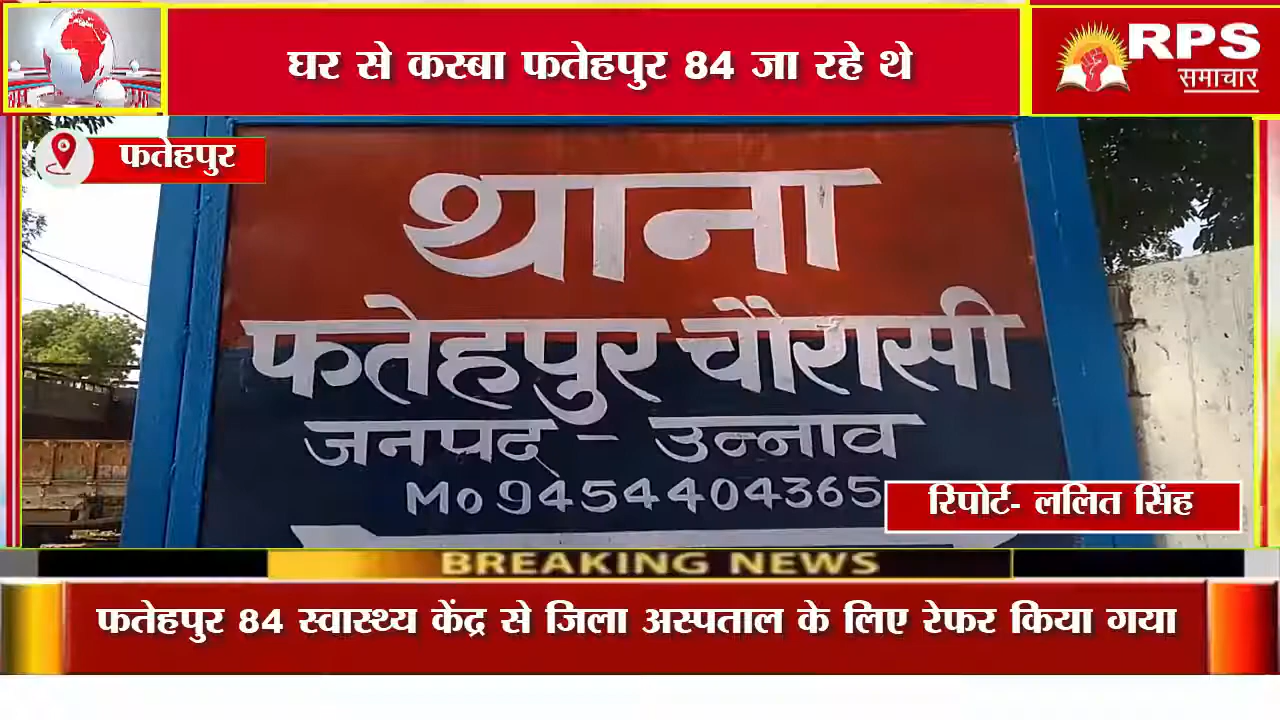 घर से कस्बा फतेहपुर 84 जा रहे थे
RPS
समाचार
फतेहपुर
थाना
फतेहपुर चौरासी
जनपद - उन्नाव
Mo 9454404365
रिपोर्ट- ललित सिंह
BREAKING NEWS
फतेहपुर 84 स्वास्थ्य केंद्र से जिला अस्पताल के लिए रेफर किया गया